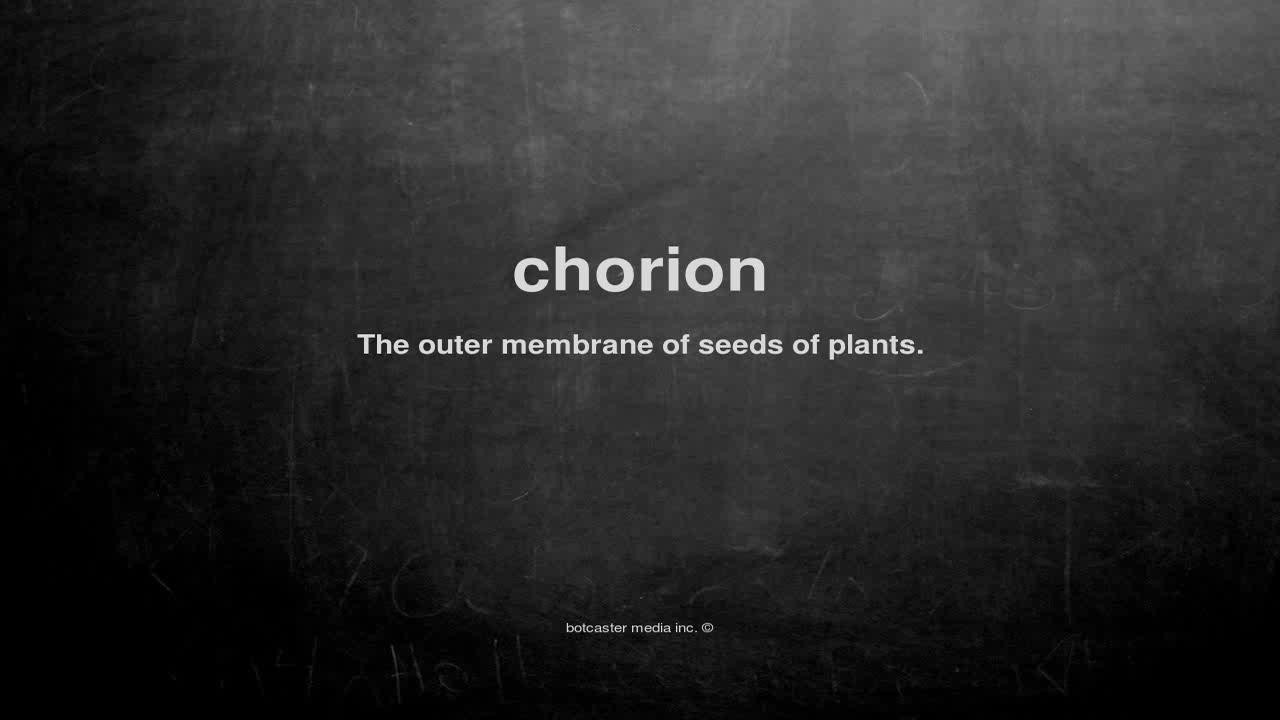 chorion
The outer membrane of seeds of plants.
botcaster media inc. ©